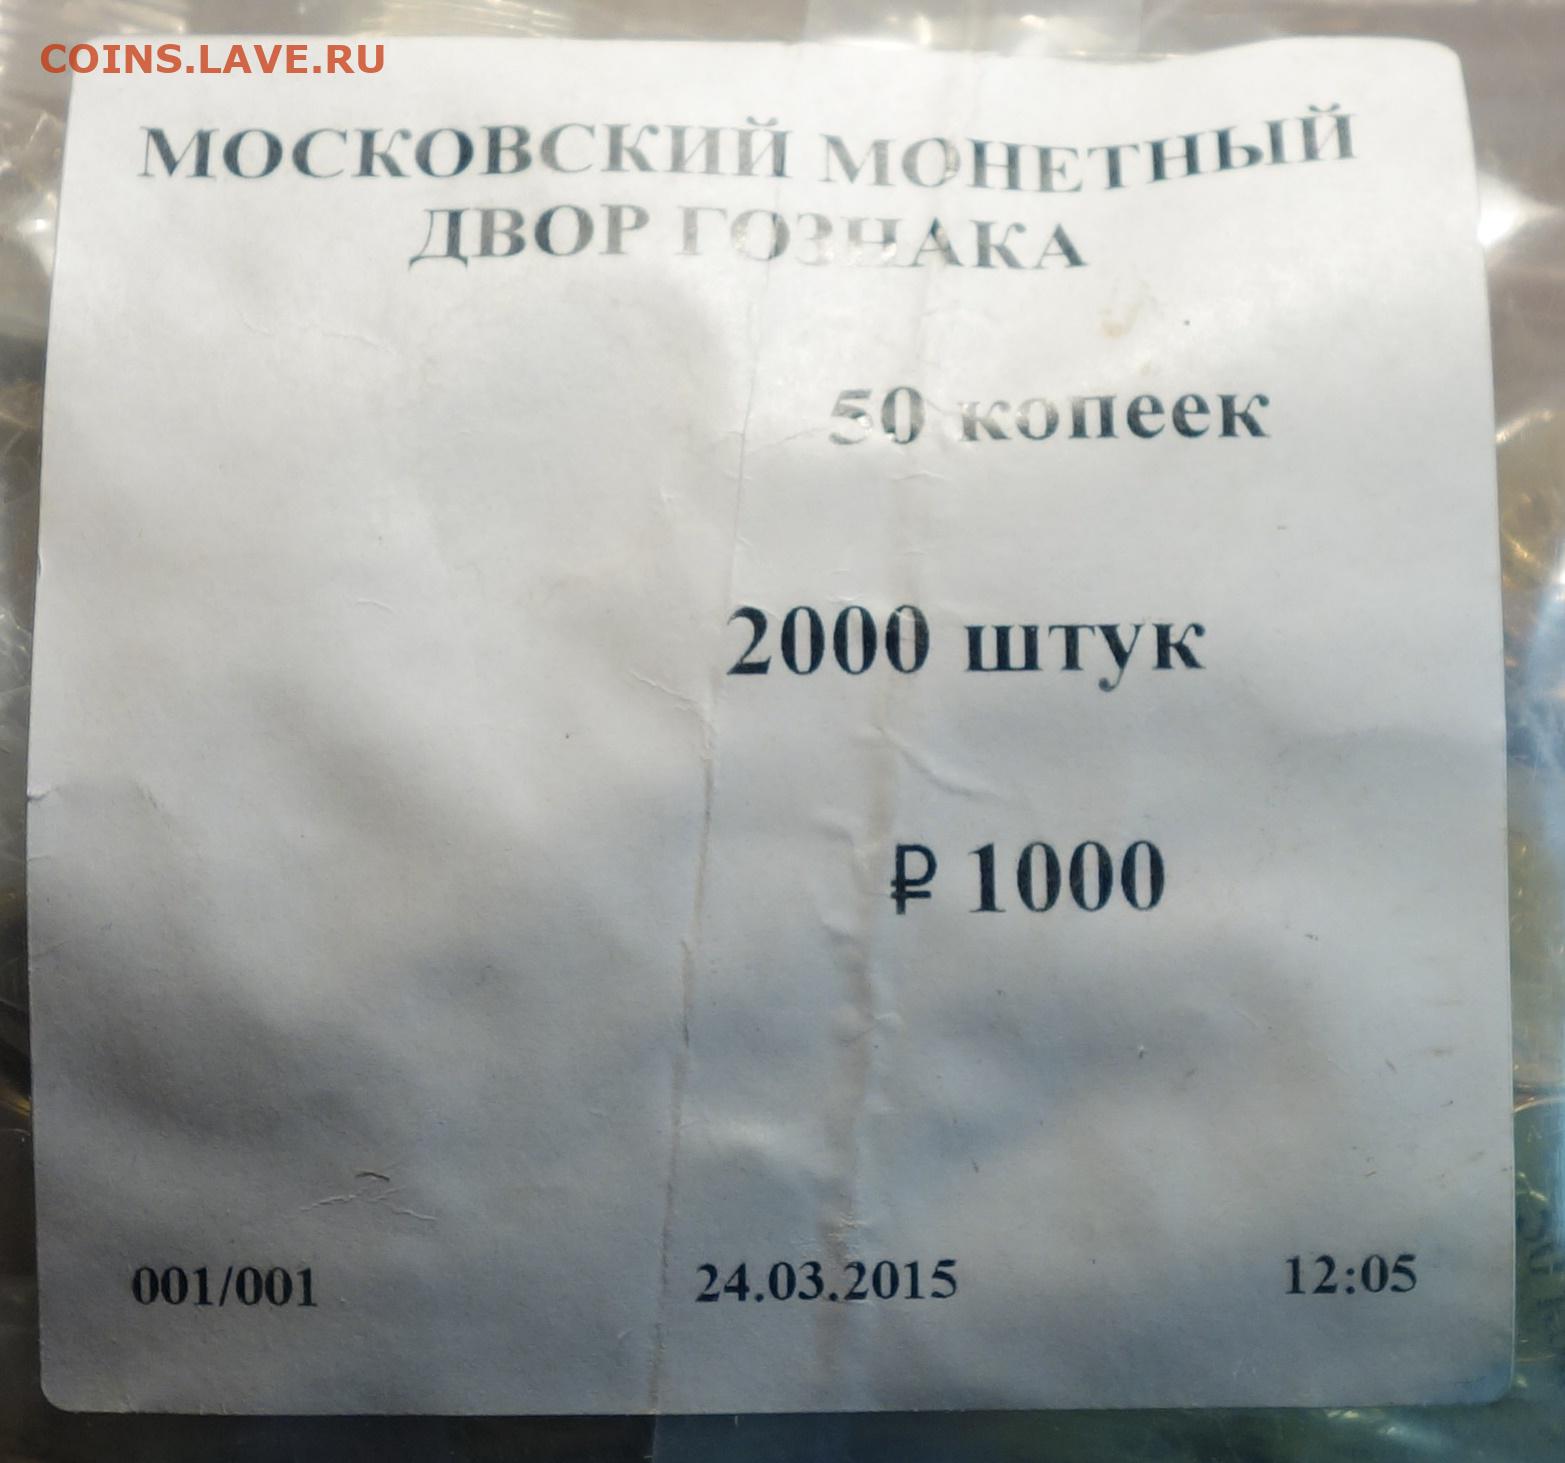 COINS.LAVE.RU
МОСКОВСКИЙ МОНЕТНЫЙ
ДВОР ГОЗНАКА
50 копеек
2000 штук
₽ 1000
001/001 24.03.2015 12:05